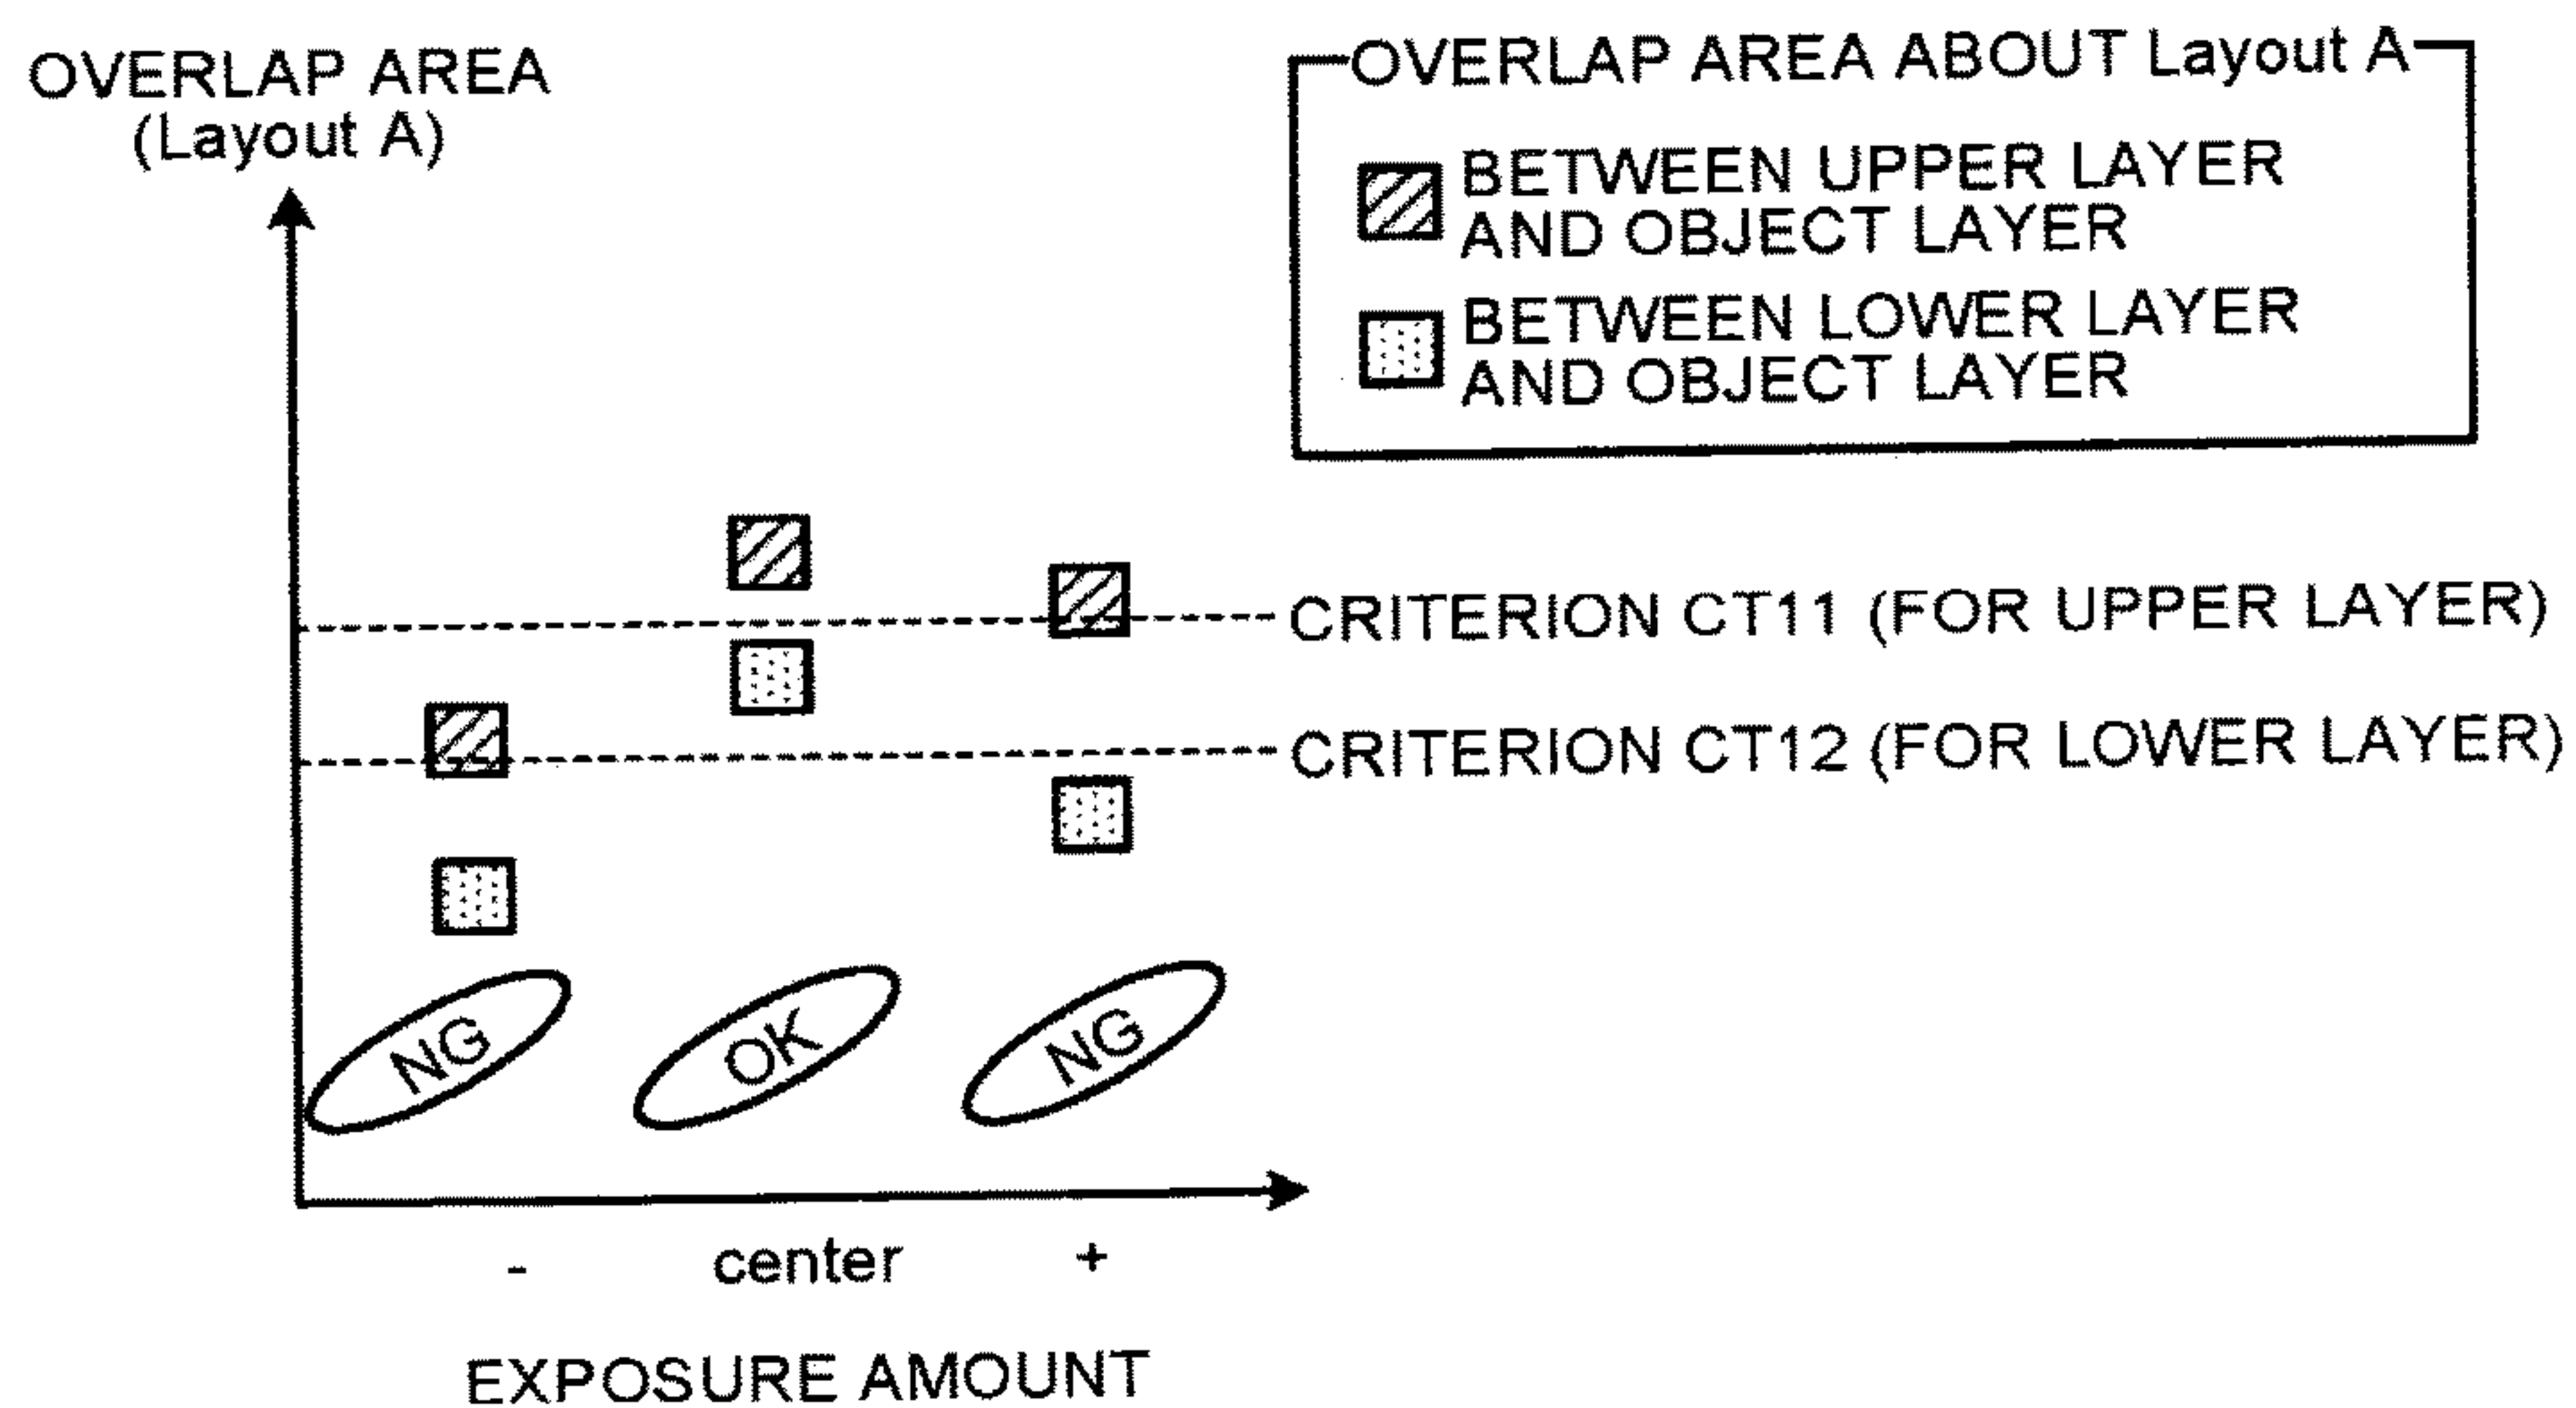 OVERLAP AREA
(Layout A)
OVERLAP AREA ABOUT Layout A
BETWEEN UPPER LAYER
AND OBJECT LAYER
BETWEEN LOWER LAYER
AND OBJECT LAYER
CRITERION CT11 (FOR UPPER LAYER)
CRITERION CT12 (FOR LOWER LAYER)
NG
OK
NG
- center +
EXPOSURE AMOUNT